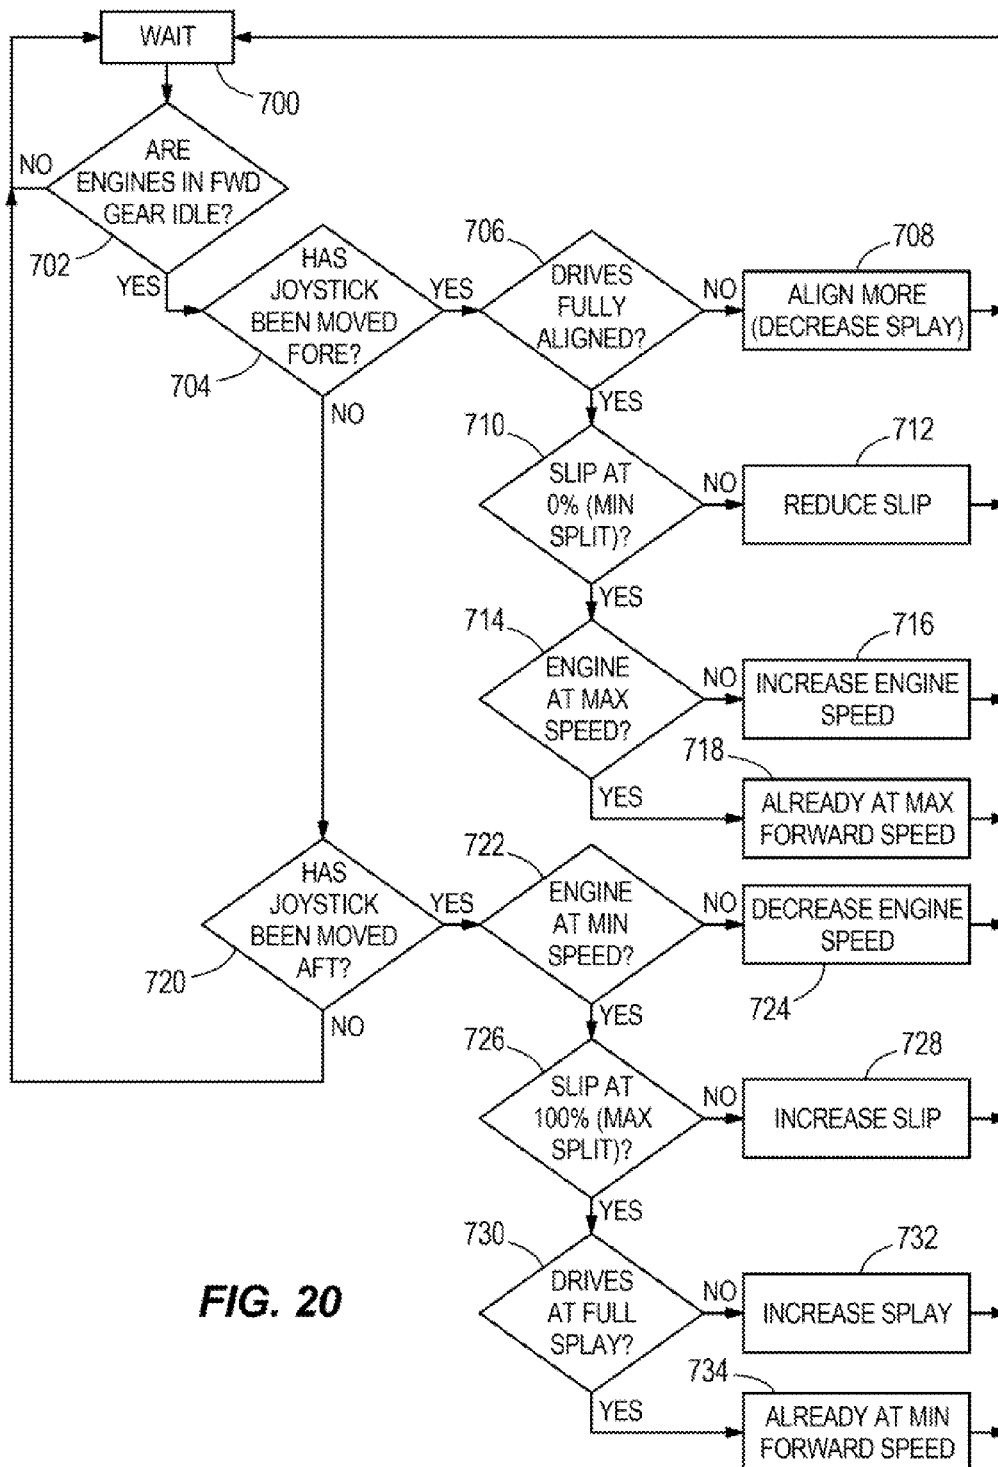 WAIT
700
NO
ARE
ENGINES IN FWD
GEAR IDLE?
702
YES
HAS
JOYSTICK
BEEN MOVED
FORE?
704
YES
NO
706
DRIVES
FULLY
ALIGNED?
NO
YES
708
ALIGN MORE
(DECREASE SPLAY)
710
SLIP AT
0% (MIN
SPLIT)?
NO
YES
712
REDUCE SLIP
714
ENGINE
AT MAX
SPEED?
NO
YES
716
INCREASE ENGINE
SPEED
718
ALREADY AT MAX
FORWARD SPEED
HAS
JOYSTICK
BEEN MOVED
AFT?
720
YES
NO
722
ENGINE
AT MIN
SPEED?
NO
YES
DECREASE ENGINE
SPEED
724
726
SLIP AT
100% (MAX
SPLIT)?
NO
YES
728
INCREASE SLIP
730
DRIVES
AT FULL
SPLAY?
NO
YES
732
INCREASE SPLAY
734
ALREADY AT MIN
FORWARD SPEED
FIG. 20